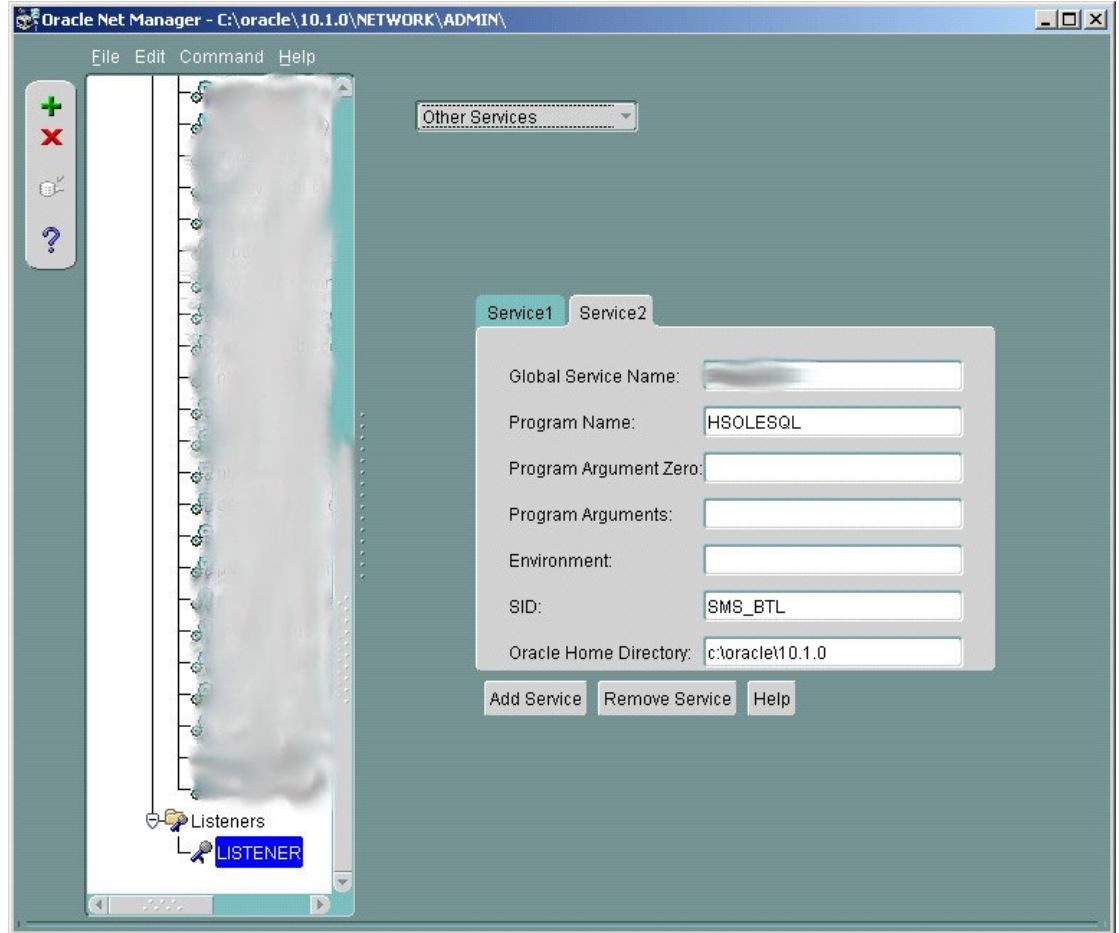 Oracle Net Manager - C:\oracle\10.1.0\NETWORK\ADMIN\
File Edit Command Help
Other Services
Service1 Service2
Global Service Name:
Program Name: HSOLESQL
Program Argument Zero:
Program Arguments:
Environment:
SID: SMS_BTL
Oracle Home Directory: c:\oracle\10.1.0
Add Service Remove Service Help
Listeners
LISTENER